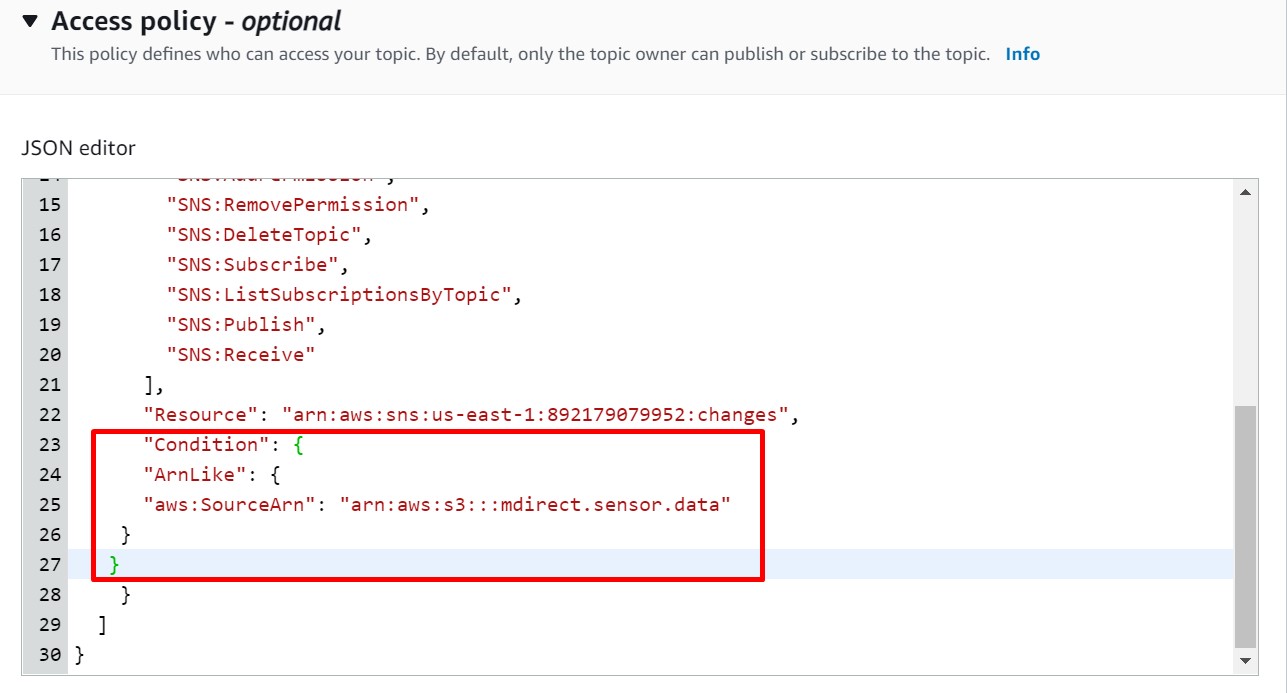 ▼ Access policy - optional
This policy defines who can access your topic. By default, only the topic owner can publish or subscribe to the topic. Info
JSON editor
15 "SNS:RemovePermission",
16 "SNS:DeleteTopic",
17 "SNS:Subscribe",
18 "SNS:ListSubscriptionsByTopic",
19 "SNS:Publish",
20 "SNS:Receive"
21 ],
22 "Resource": "arn:aws:sns:us-east-1:892179079952:changes",
23 "Condition": {
24 "ArnLike": {
25 "aws:SourceArn": "arn:aws:s3:::mdirect.sensor.data"
26 }
27 }
28 }
29 ]
30 }